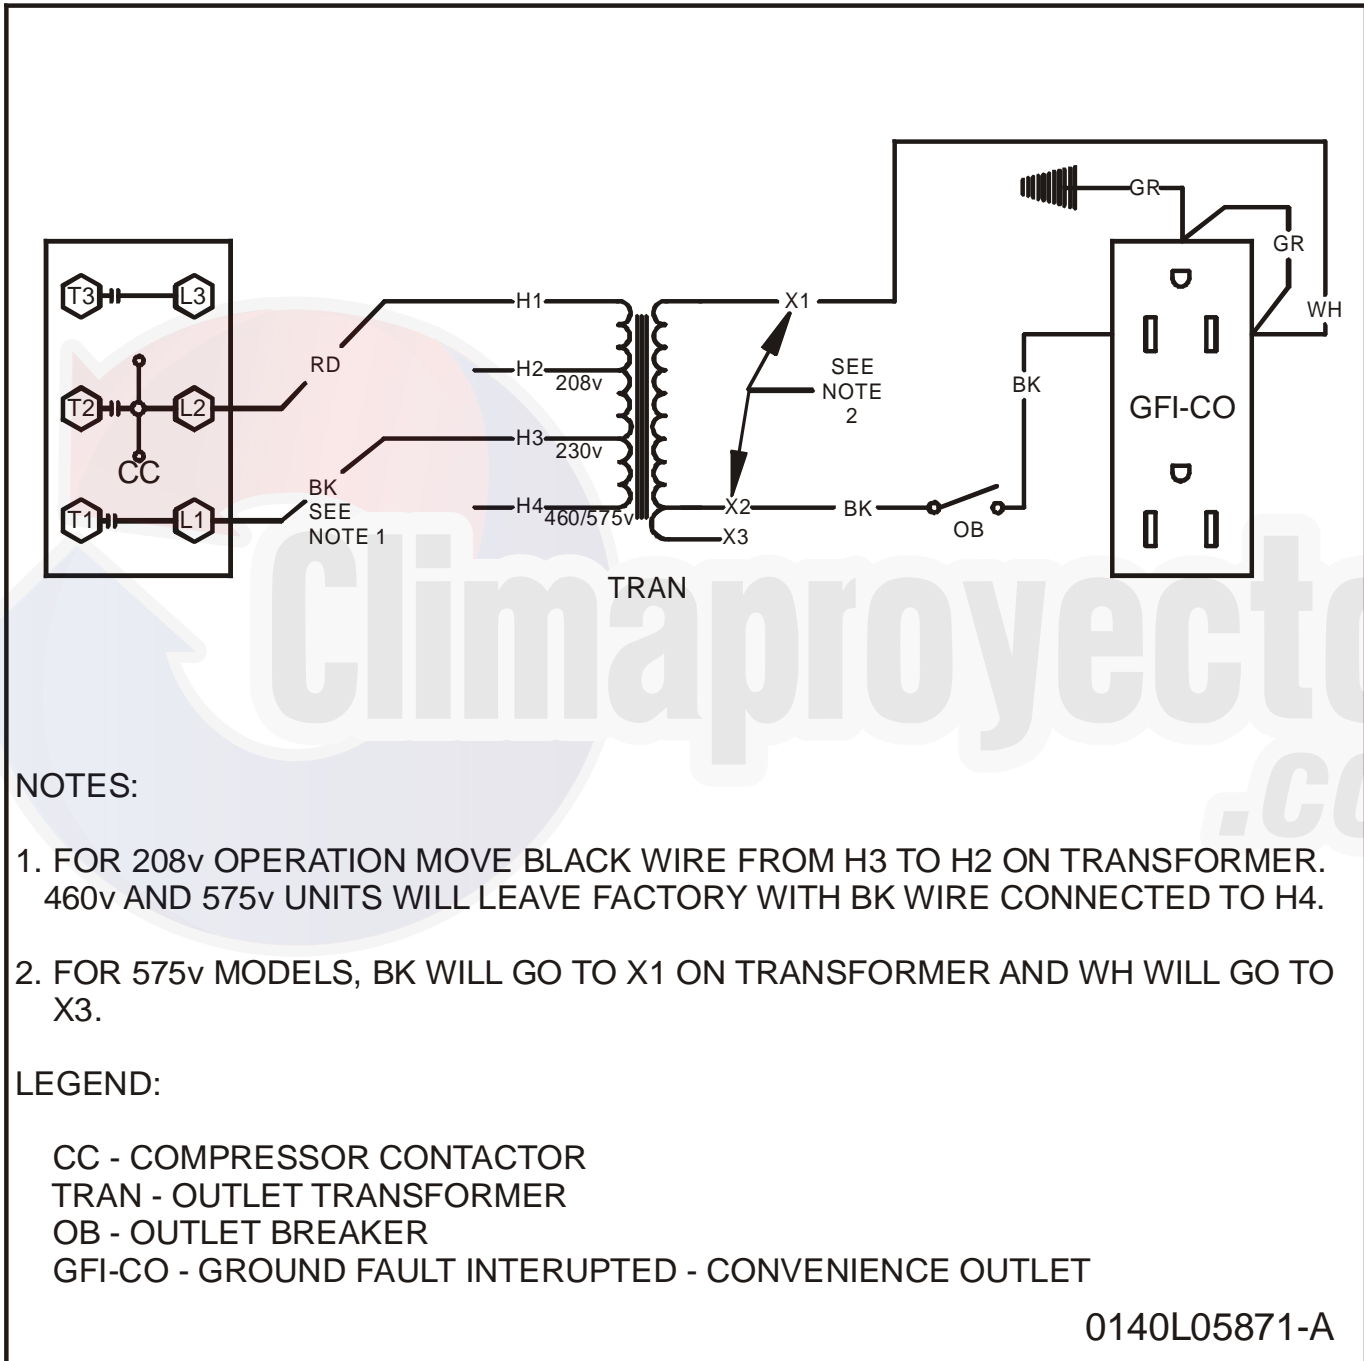 GR
GR
T3
L3
H1
X1
WH
RD
H2
208v
SEE
NOTE
2
BK
T2
L2
GFI-CO
H3
230v
CC
BK
SEE
NOTE 1
T1
L1
H4
460/575v
X2
BK
OB
X3
TRAN
Climaproyecto
.co
NOTES:
1. FOR 208v OPERATION MOVE BLACK WIRE FROM H3 TO H2 ON TRANSFORMER.
460v AND 575v UNITS WILL LEAVE FACTORY WITH BK WIRE CONNECTED TO H4.
2. FOR 575v MODELS, BK WILL GO TO X1 ON TRANSFORMER AND WH WILL GO TO
X3.
LEGEND:
CC - COMPRESSOR CONTACTOR
TRAN - OUTLET TRANSFORMER
OB - OUTLET BREAKER
GFI-CO - GROUND FAULT INTERUPTED - CONVENIENCE OUTLET
0140L05871-A